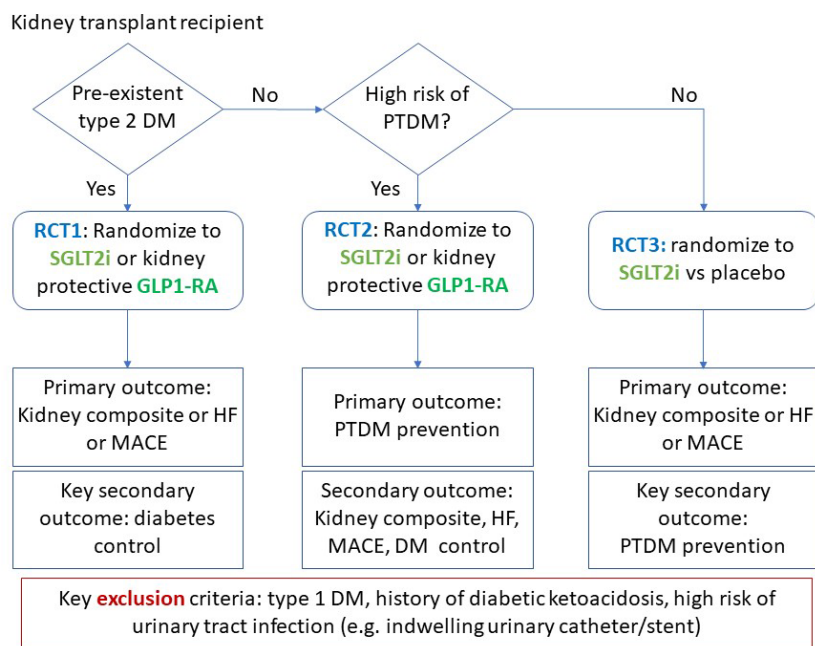 Kidney transplant recipient
Pre-existent
type 2 DM
No
High risk of
PTDM?
No
Yes
Yes
RCT1: Randomize to
SGLT2i or kidney
protective GLP1-RA
RCT2: Randomize to
SGLT2i or kidney
protective GLP1-RA
RCT3: randomize to
SGLT2i vs placebo
Primary outcome:
Kidney composite or HF
or MACE
Primary outcome:
PTDM prevention
Primary outcome:
Kidney composite or HF
or MACE
Key secondary
outcome: diabetes
control
Secondary outcome:
Kidney composite, HF,
MACE, DM control
Key secondary
outcome:
PTDM prevention
Key exclusion criteria: type 1 DM, history of diabetic ketoacidosis, high risk of
urinary tract infection (e.g. indwelling urinary catheter/stent)